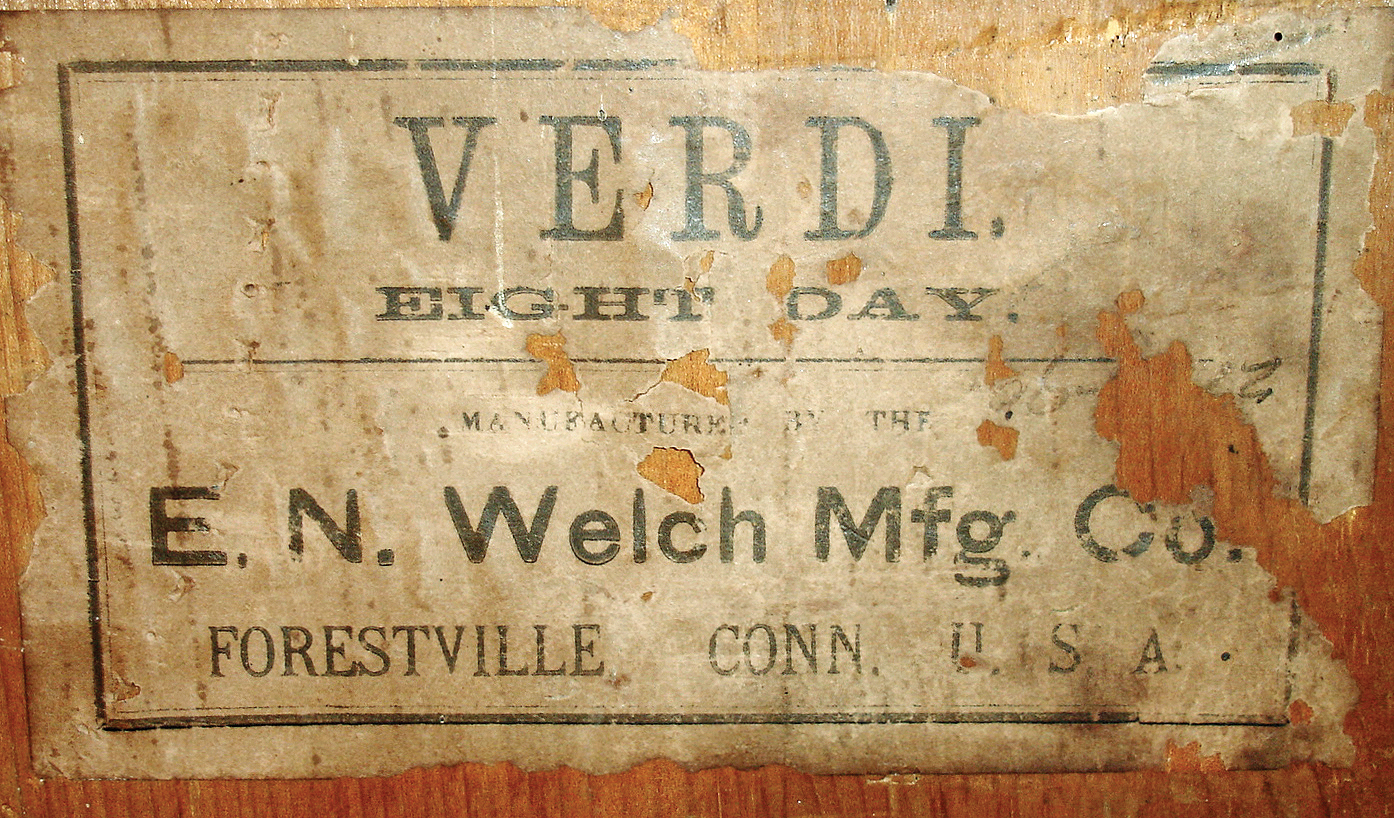 VERDI.
EIGHT DAY.
MANUFACTURED BY THE
E. N. Welch Mfg. Co.
FORESTVILLE CONN. U. S. A.